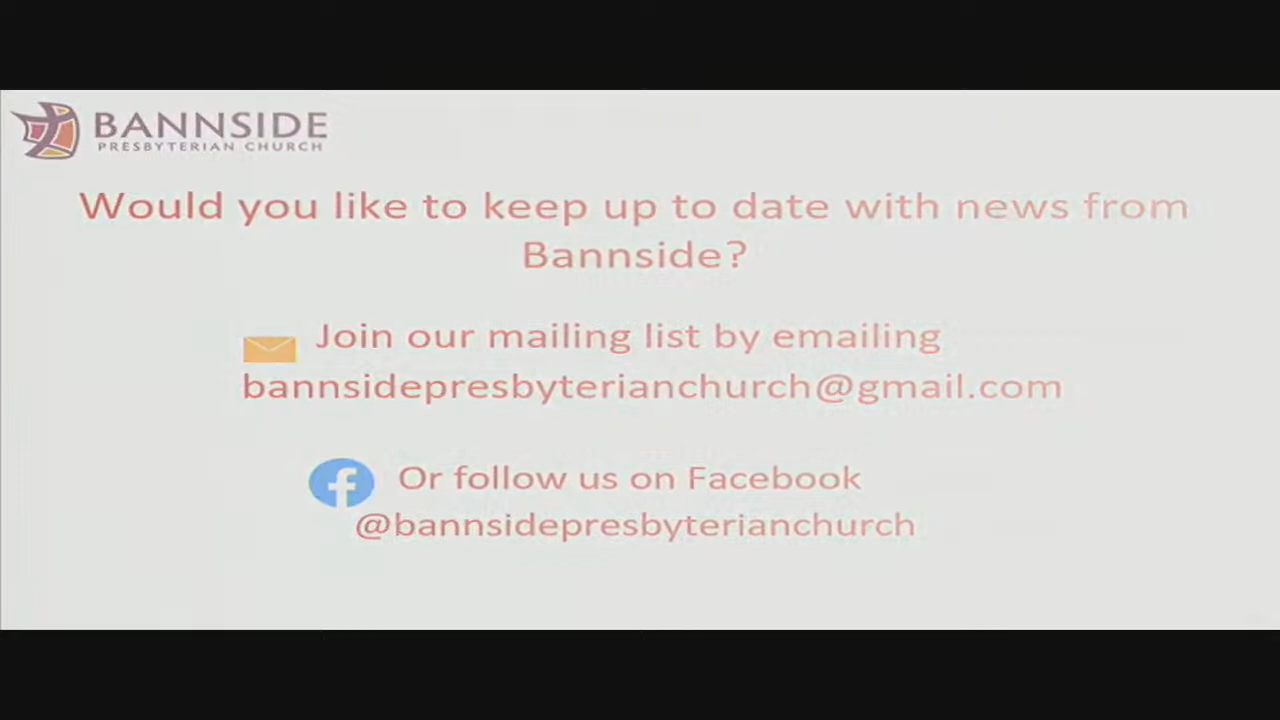 BANNSIDE
PRESBYTERIAN CHURCH
Would you like to keep up to date with news from
Bannside?
Join our mailing list by emailing
bannsidepresbyterianchurch@gmail.com
Or follow us on Facebook
@bannsidepresbyterianchurch